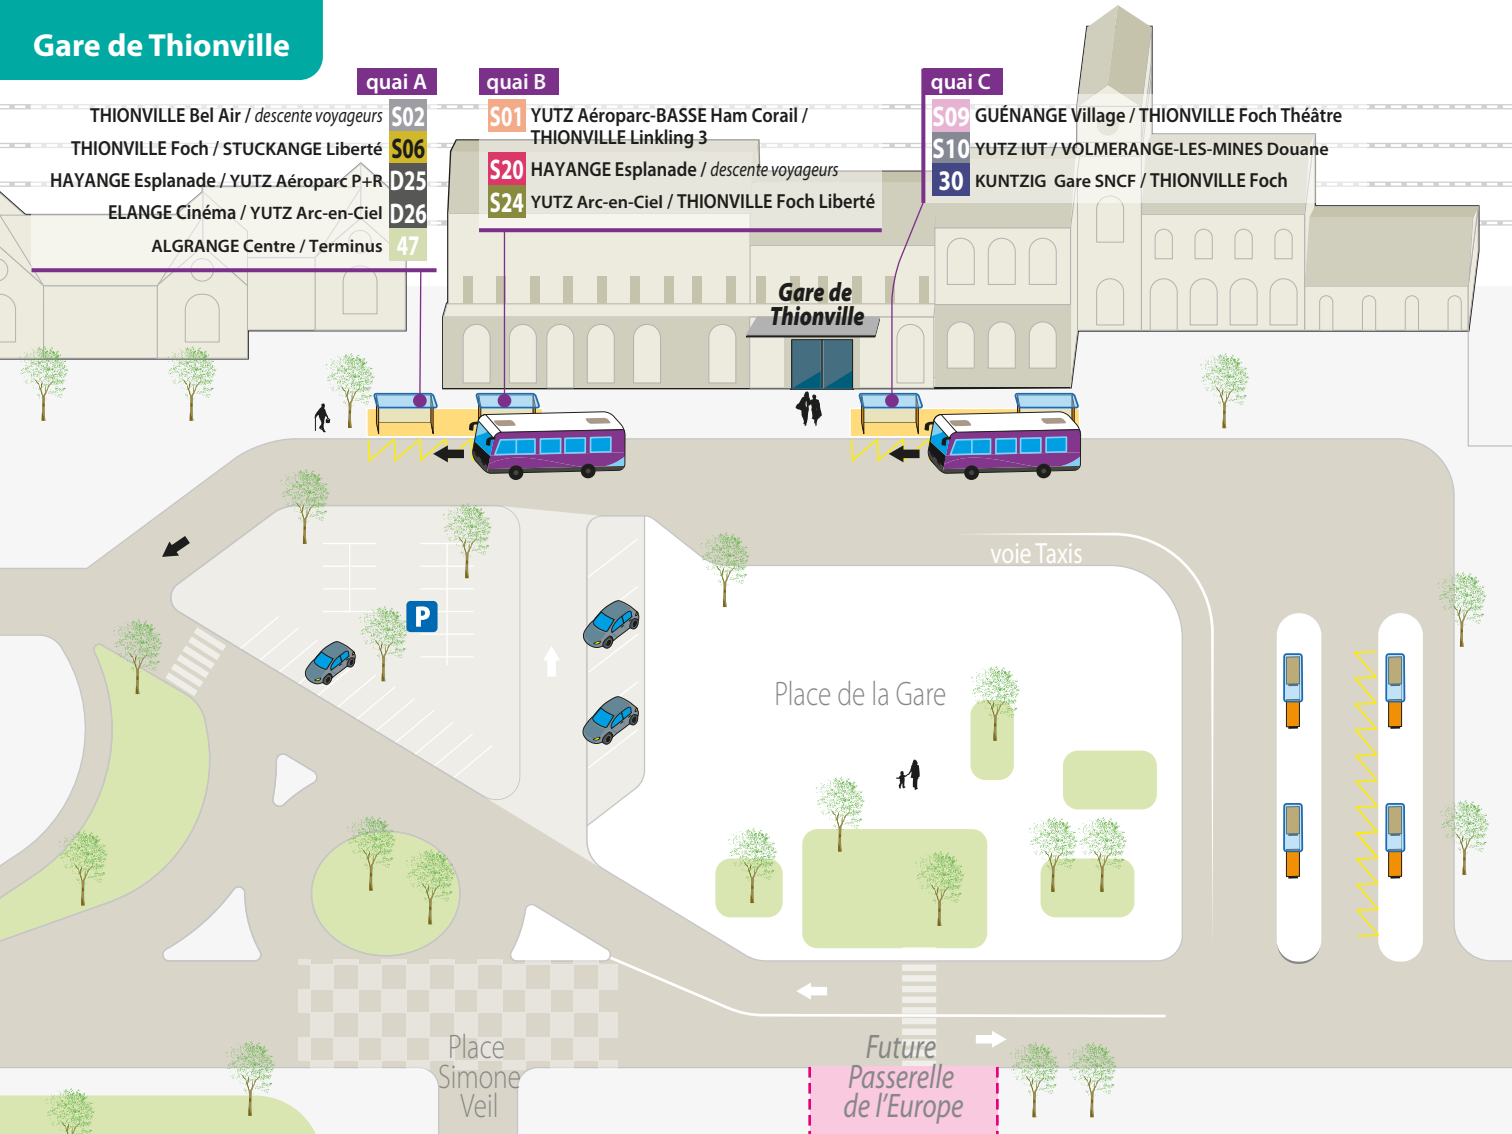 Gare de Thionville
quai A
THIONVILLE Bel Air / descente voyageurs S02
THIONVILLE Foch / STUCKANGE Liberté S06
HAYANGE Esplanade / YUTZ Aéroparc P+R D25
ELANGE Cinéma / YUTZ Arc-en-Ciel D26
ALGRANGE Centre / Terminus 47
quai B
S01 YUTZ Aéroparc-BASSE Ham Corail /
THIONVILLE Linkling 3
S20 HAYANGE Esplanade / descente voyageurs
S24 YUTZ Arc-en-Ciel / THIONVILLE Foch Liberté
quai C
S09 GUÉNANGE Village / THIONVILLE Foch Théâtre
S10 YUTZ IUT / VOLMERANGE-LES-MINES Douane
30 KUNTZIG Gare SNCF / THIONVILLE Foch
Gare de
Thionville
voie Taxis
P
Place de la Gare
Place
Simone
Veil
Future
Passerelle
de l'Europe